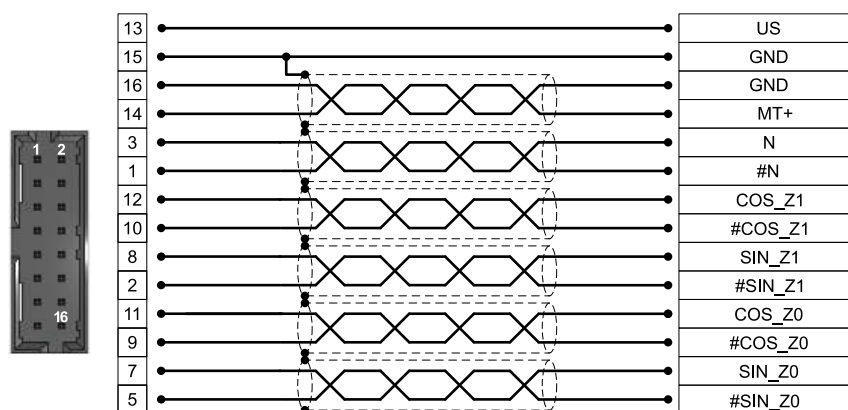 13 US
15 GND
16 GND
14 MT+
3 N
1 #N
12 COS_Z1
10 #COS_Z1
8 SIN_Z1
2 #SIN_Z1
11 COS_Z0
9 #COS_Z0
7 SIN_Z0
5 #SIN_Z0
1 2
16